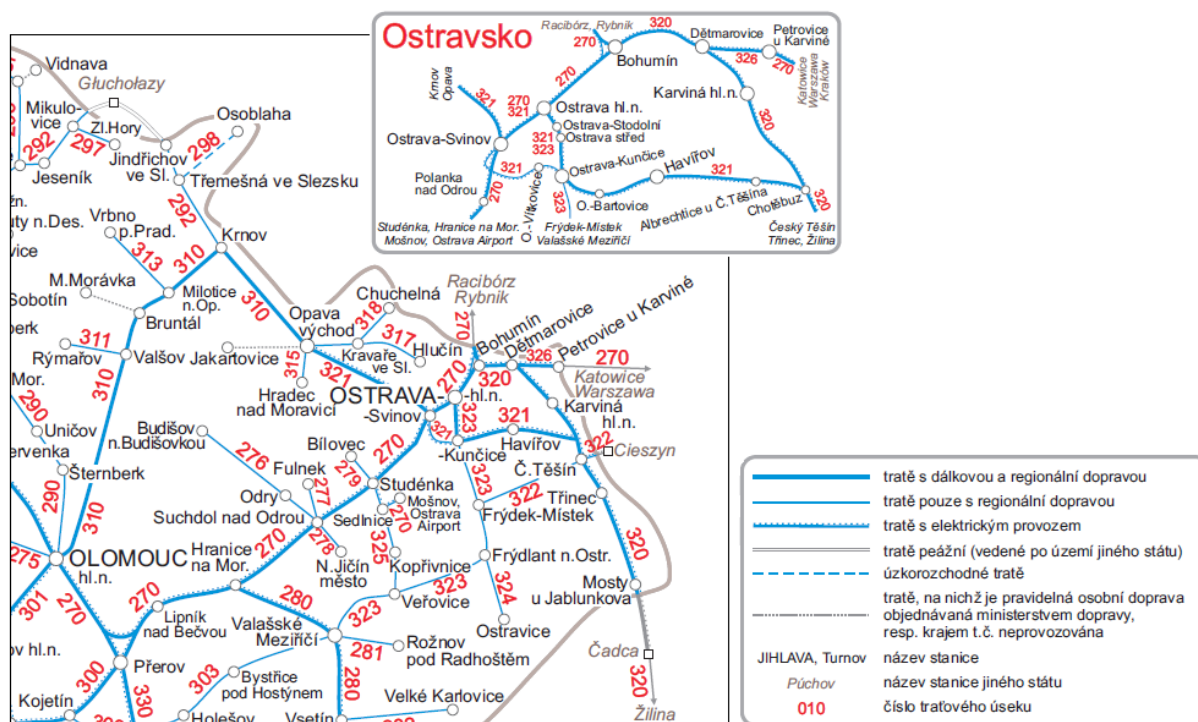 Ostravsko
Racibórz, Rybnik
320
Dětmarovice
Petrovice
u Karviné
270
Bohumín
326
270
Katowice
Warszawa
Kraków
Krnov
Opava
270
321
270
321
Ostrava hl.n.
Karviná hl.n.
320
Ostrava-Stodolní
Ostrava střed
Ostrava-Svinov
321
323
321
Ostrava-Kunčice
Havířov
321
Polanka
nad Odrou
270
O.-Vítkovice
323
O.-Bartovice
Albrechtice u Č.Těšína
Chotěbuz
320
Studénka, Hranice na Mor.
Mošnov, Ostrava Airport
Frýdek-Místek
Valašské Meziříčí
Český Těšín
Třinec, Žilina
Vidnava
Głuchołazy
Mikulo-
vice
Zl.Hory
Osoblaha
292
297
298
Jindřichov
ve Sl.
Jeseník
Třemešná ve Slezsku
292
uty n.Des.
Vrbno
p.Prad.
Krnov
313
310
M.Morávka
Sobotín
Milotice
n.Op.
310
Bruntál
Chuchelná
Racibórz
Rybnik
Opava
východ
318
317
270
311
Rýmařov
Valšov
Jakartovice
315
Kravaře
ve Sl.
Hlučín
Bohumín
Dětmarovice
Petrovice u Karviné
326
270
310
321
320
Katowice
Warszawa
Mor.
Hradec
nad Moravicí
OSTRAVA-
270
-hl.n.
-Svinov
323
321
Karviná
hl.n.
290
Uničov
Budišov
n.Budišovkou
Bílovec
270
321
Havířov
322
Cieszyn
ervenka
-Kunčice
Č.Těšín
Šternberk
276
Fulnek
279
Studénka
323
322
Třinec
290
310
Odry
277
Mošnov,
Ostrava
Airport
270
Sedlnice
Frýdek-Místek
Suchdol nad Odrou
275
OLOMOUC
hl.n.
Hranice
na Mor.
270
278
N.Jičín
město
325
Kopřivnice
Frýdlant n.Ostr.
320
301
270
270
280
323
Veřovice
323
324
Mosty
u Jablunkova
Lipník
nad Bečvou
Valašské
Meziříčí
Ostravice
ov hl.n.
Přerov
281
Rožnov
pod Radhoštěm
Čadca
300
303
Bystřice
pod Hostýnem
280
320
Kojetín
330
Holešov
Vsetín
Velké Karlovice
Žilina
tratě s dálkovou a regionální dopravou
tratě pouze s regionální dopravou
tratě s elektrickým provozem
tratě peážní (vedené po území jiného státu)
úzkorozchodné tratě
tratě, na nichž je pravidelná osobní doprava
objednávaná ministerstvem dopravy,
resp. krajem t.č. neprovozována
JIHLAVA, Turnov název stanice
Púchov název stanice jiného státu
010 číslo traťového úseku